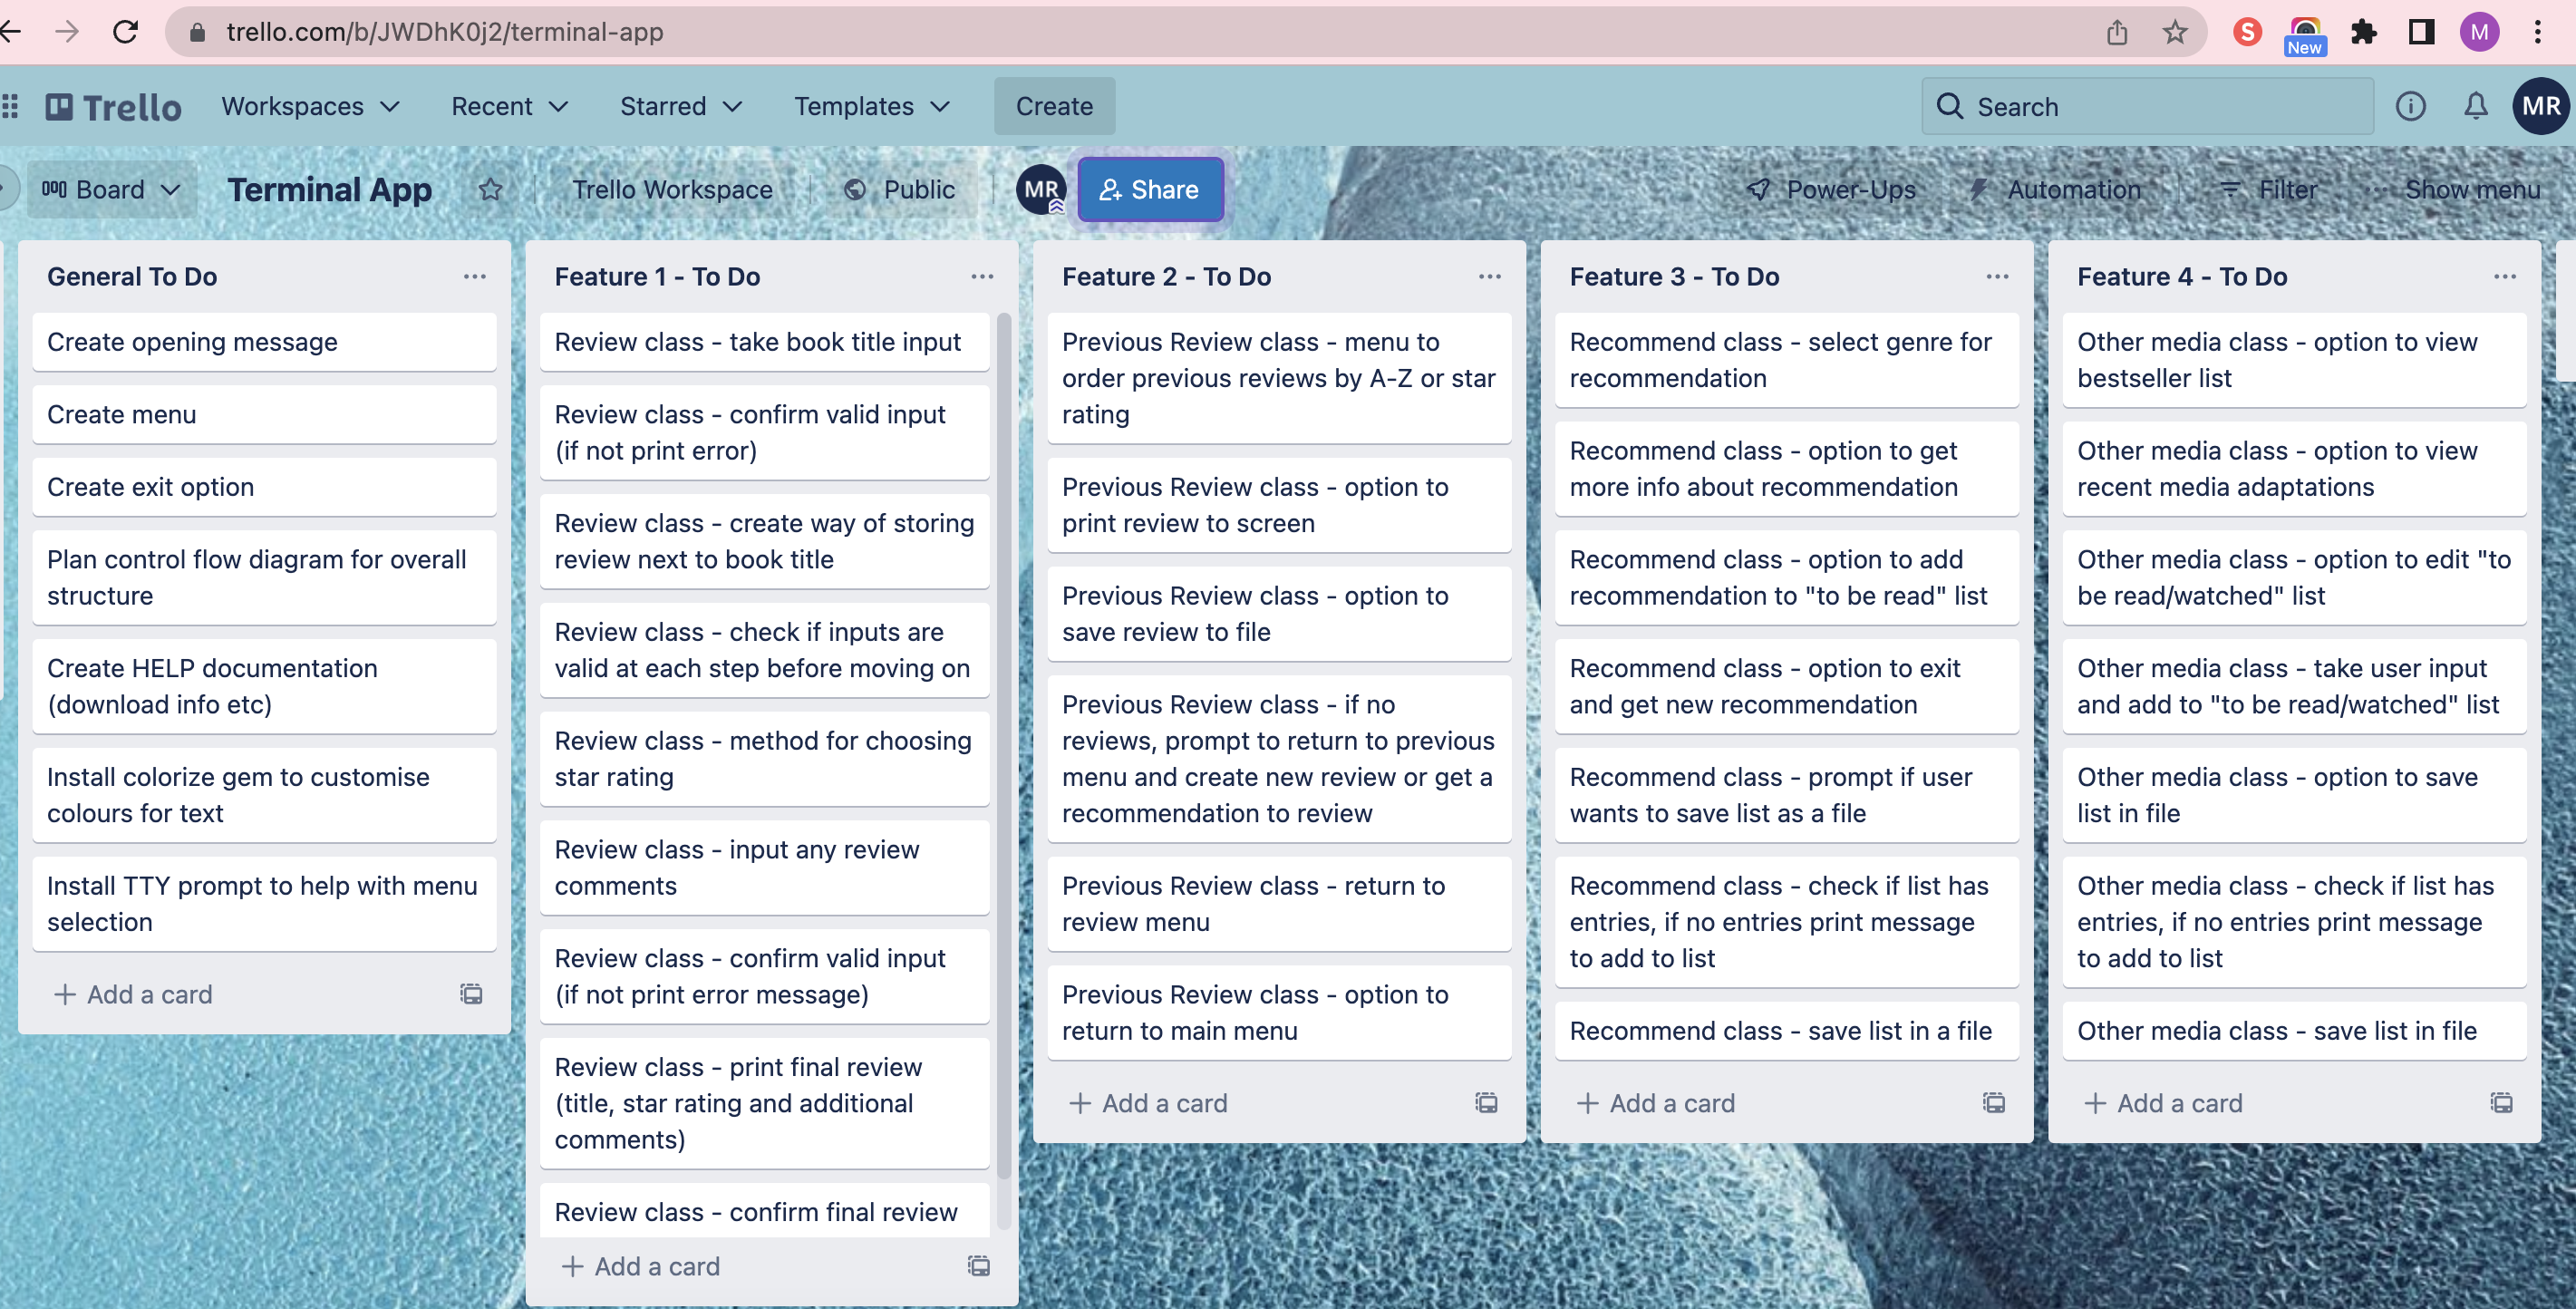 trello.com/b/JWDhK0j2/terminal-app
S
New
M
Trello
Workspaces
Recent
Starred
Templates
Create
Search
MR
Board
Terminal App
Trello Workspace
Public
MR
Share
Power-Ups
Automation
Filter
Show menu
General To Do
Create opening message
Create menu
Create exit option
Plan control flow diagram for overall
structure
Create HELP documentation
(download info etc)
Install colorize gem to customise
colours for text
Install TTY prompt to help with menu
selection
+ Add a card
Feature 1 - To Do
Review class - take book title input
Review class - confirm valid input
(if not print error)
Review class - create way of storing
review next to book title
Review class - check if inputs are
valid at each step before moving on
Review class - method for choosing
star rating
Review class - input any review
comments
Review class - confirm valid input
(if not print error message)
Review class - print final review
(title, star rating and additional
comments)
Review class - confirm final review
+ Add a card
Feature 2 - To Do
Previous Review class - menu to
order previous reviews by A-Z or star
rating
Previous Review class - option to
print review to screen
Previous Review class - option to
save review to file
Previous Review class - if no
reviews, prompt to return to previous
menu and create new review or get a
recommendation to review
Previous Review class - return to
review menu
Previous Review class - option to
return to main menu
+ Add a card
Feature 3 - To Do
Recommend class - select genre for
recommendation
Recommend class - option to get
more info about recommendation
Recommend class - option to add
recommendation to "to be read" list
Recommend class - option to exit
and get new recommendation
Recommend class - prompt if user
wants to save list as a file
Recommend class - check if list has
entries, if no entries print message
to add to list
Recommend class - save list in a file
+ Add a card
Feature 4 - To Do
Other media class - option to view
bestseller list
Other media class - option to view
recent media adaptations
Other media class - option to edit "to
be read/watched" list
Other media class - take user input
and add to "to be read/watched" list
Other media class - option to save
list in file
Other media class - check if list has
entries, if no entries print message
to add to list
Other media class - save list in file
+ Add a card